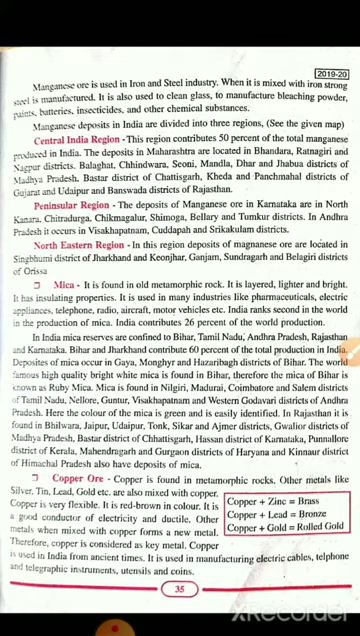 2019-20
Manganese ore is used in Iron and Steel industry. When it is mixed with iron strong
steel is manufactured. It is also used to clean glass, to manufacture bleaching powder,
paints, batteries, insecticides, and other chemical substances.
Manganese deposits in India are divided into three regions, (See the given map)
Central India Region - This region contributes 50 percent of the total manganese
produced in India. The deposits in Maharashtra are located in Bhandara, Ratnagiri and
Nagpur districts. Balaghat, Chhindwara, Seoni, Mandla, Dhar and Jhabua districts of
Madhya Pradesh. Bastar district of Chattisgarh, Kheda and Panchmahal districts of
Gujarat and Udaipur and Banswada districts of Rajasthan.
Peninsular Region - The deposits of Manganese ore in Karnataka are in North
Kanara, Chitradurga, Chikmagalur, Shimoga, Bellary and Tumkur districts. In Andhra
Pradesh it occurs in Visakhapatnam, Cuddapah and Srikakulam districts.
North Eastern Region - In this region deposits of magnanese ore are located in
Singbhumi district of Jharkhand and Keonjhar, Ganjam, Sundragarh and Belagiri districts
of Orissa
❑ Mica - It is found in old metamorphic rock. It is layered, lighter and bright.
It has insulating properties. It is used in many industries like pharmaceuticals, electric
appliances, telephone, radio, aircraft, motor vehicles etc. India ranks second in the world
in the production of mica. India contributes 26 percent of the world production.
In India mica reserves are confined to Bihar, Tamil Nadu, Andhra Pradesh, Rajasthan
and Karnataka. Bihar and Jharkhand contribute 60 percent of the total production in India.
Deposites of mica occur in Gaya, Monghyr and Hazaribagh districts of Bihar. The world
famous high quality bright white mica is found in Bihar, therefore the mica of Bihar is
known as Ruby Mica. Mica is found in Nilgiri, Madurai, Coimbatore and Salem districts
of Tamil Nadu, Nellore, Guntur, Visakhapatnam and Western Godavari districts of Andhra
Pradesh. Here the colour of the mica is green and is easily identified. In Rajasthan it is
found in Bhilwara, Jaipur, Udaipur, Tonk, Sikar and Ajmer districts, Gwalior districts of
Madhya Pradesh, Bastar district of Chhattisgarh, Hassan district of Karnataka, Punnallore
district of Kerala, Mahendragarh and Gurgaon districts of Haryana and Kinnaur district
of Himachal Pradesh also have deposits of mica.
❑ Copper Ore - Copper is found in metamorphic rocks. Other metals like
Silver, Tin, Lead, Gold etc. are also mixed with copper.
Copper is very flexible. It is red-brown in colour. It is
a good conductor of electricity and ductile. Other
metals when mixed with copper forms a new metal.
Therefore, copper is considered as key metal. Copper
is used in India from ancient times. It is used in manufacturing electric cables, telphone
and telegraphic instruments, utensils and coins.
Copper + Zinc = Brass
Copper + Lead = Bronze
Copper + Gold = Rolled Gold
35
XRecorder